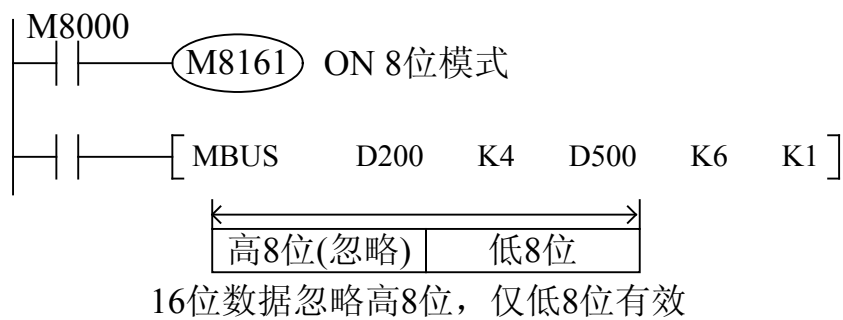 M8000
M8161 ON 8位模式
MBUS D200 K4 D500 K6 K1
高8位(忽略) 低8位
16位数据忽略高8位，仅低8位有效